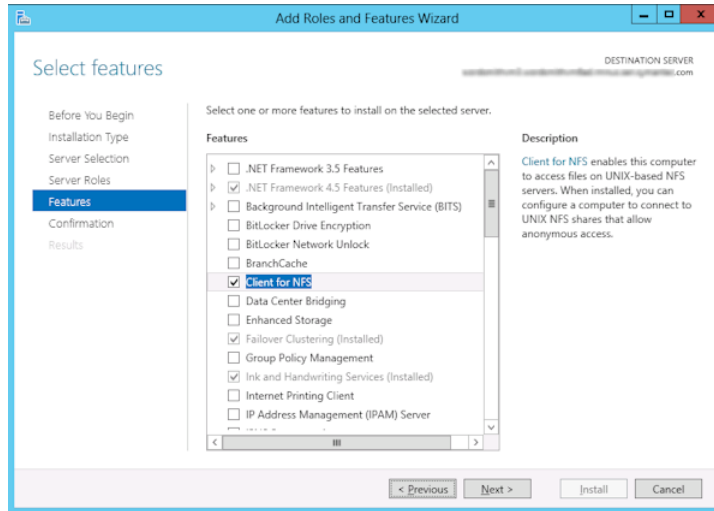 Add Roles and Features Wizard
Select features
DESTINATION SERVER
.com
Before You Begin
Installation Type
Server Selection
Server Roles
Features
Confirmation
Results
Select one or more features to install on the selected server.
Features
.NET Framework 3.5 Features
.NET Framework 4.5 Features (Installed)
Background Intelligent Transfer Service (BITS)
BitLocker Drive Encryption
BitLocker Network Unlock
BranchCache
Client for NFS
Data Center Bridging
Enhanced Storage
Failover Clustering (Installed)
Group Policy Management
Ink and Handwriting Services (Installed)
Internet Printing Client
IP Address Management (IPAM) Server
Description
Client for NFS enables this computer
to access files on UNIX-based NFS
servers. When installed, you can
configure a computer to connect to
UNIX NFS shares that allow
anonymous access.
< Previous
Next >
Install
Cancel